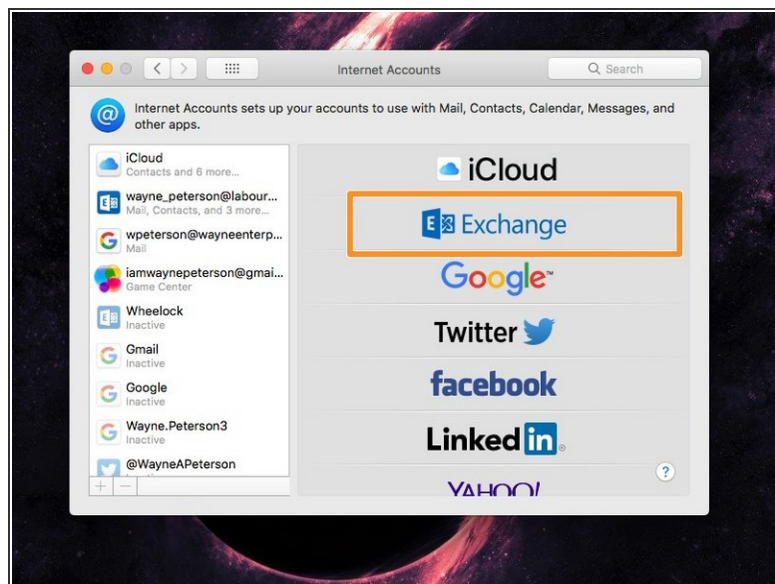 Internet Accounts
Search
Internet Accounts sets up your accounts to use with Mail, Contacts, Calendar, Messages, and
other apps.
iCloud
Contacts and 6 more...
wayne_peterson@labour...
Mail, Contacts, and 3 more...
wpeterson@wayneenterp...
Mail
iamwaynepeterson@gmai...
Game Center
Wheelock
Inactive
Gmail
Inactive
Google
Inactive
Wayne.Peterson3
Inactive
@WayneAPeterson
iCloud
Exchange
Google™
Twitter
facebook
Linked in®
YAHOO!
?